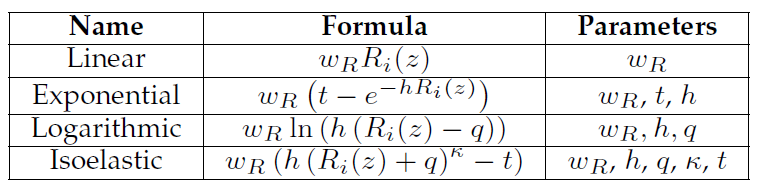 Name Formula Parameters
Linear w_R R_i(z) w_R
Exponential w_R (t − e^{−hR_i(z)}) w_R, t, h
Logarithmic w_R ln (h (R_i(z) − q)) w_R, h, q
Isoelastic w_R (h (R_i(z) + q)^κ − t) w_R, h, q, κ, t